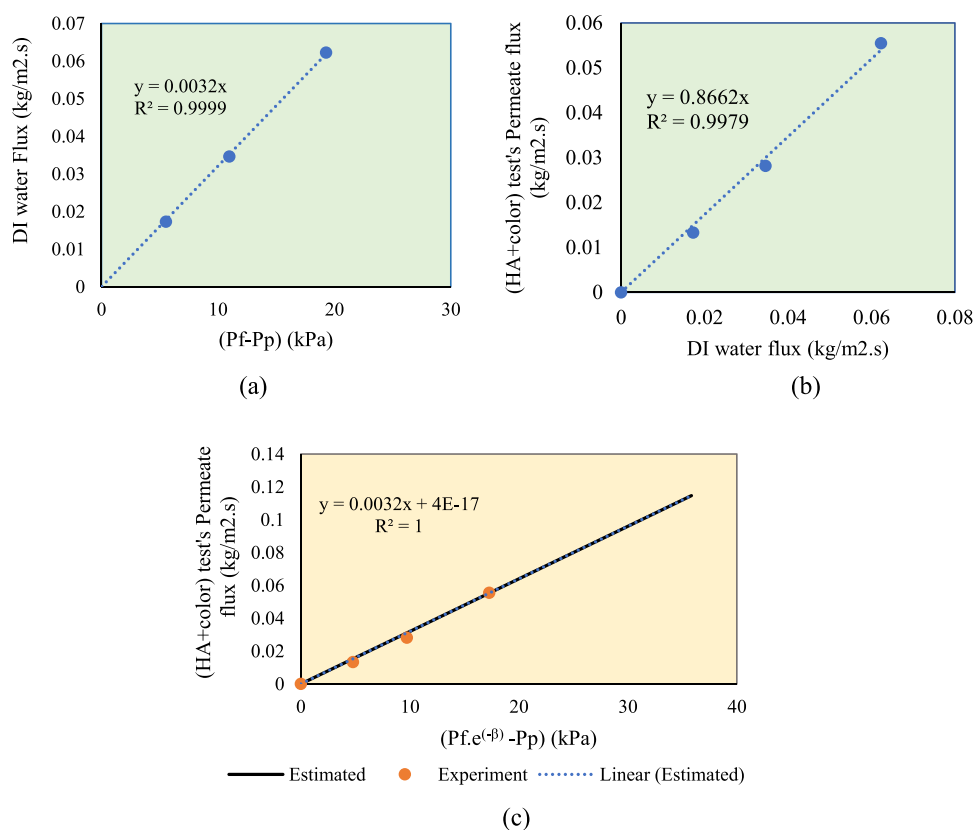 DI water Flux (kg/m2.s)
0.07
0.06
0.05
0.04
0.03
0.02
0.01
0
y = 0.0032x
R² = 0.9999
0 10 20 30
(Pf-Pp) (kPa)
(a)
(HA+color) test's Permeate flux
(kg/m2.s)
0.06
0.05
0.04
0.03
0.02
0.01
0
y = 0.8662x
R² = 0.9979
0 0.02 0.04 0.06 0.08
DI water flux (kg/m2.s)
(b)
(HA+color) test's Permeate
flux (kg/m2.s)
0.14
0.12
0.1
0.08
0.06
0.04
0.02
0
y = 0.0032x + 4E-17
R² = 1
0 10 20 30 40
(Pf.e⁽⁻ᵝ⁾ -Pp) (kPa)
Estimated Experiment Linear (Estimated)
(c)